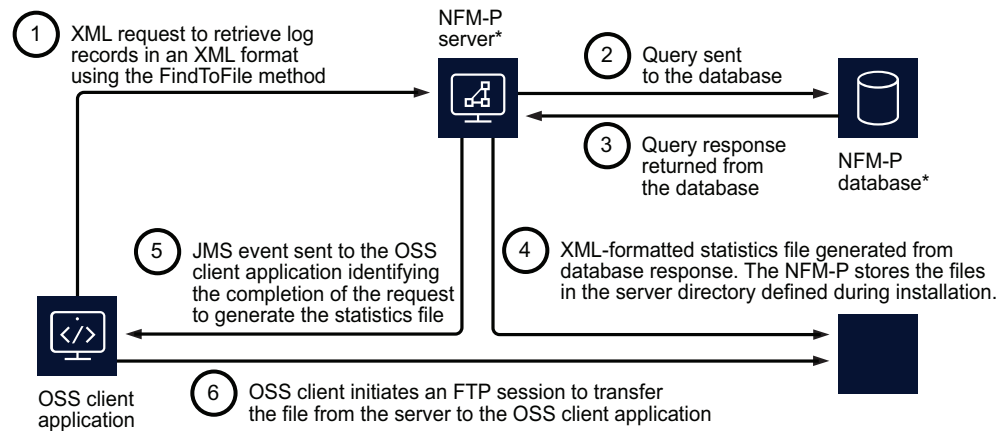 1
XML request to retrieve log
records in an XML format
using the FindToFile method
NFM-P
server*
2
Query sent
to the database
3
Query response
returned from
the database
NFM-P
database*
5
JMS event sent to the OSS
client application identifying
the completion of the request
to generate the statistics file
4
XML-formatted statistics file generated from
database response. The NFM-P stores the files
in the server directory defined during installation.
</>
OSS client
application
6
OSS client initiates an FTP session to transfer
the file from the server to the OSS client application